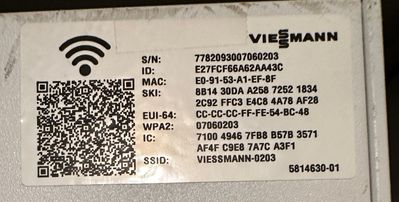 VIESSMANN
S/N: 7782093007060203
ID: E27FCF66A62AA43C
MAC: E0-91-53-A1-EF-8F
SKI: 8B14 30DA A258 7252 1834
2C92 FFC3 E4C8 4A78 AF28
EUI-64: CC-CC-CC-FF-FE-54-BC-48
WPA2: 07060203
IC: 7100 4946 7FB8 B57B 3571
AF4F C9E8 7A7C A3F1
SSID: VIESSMANN-0203
5814630-01